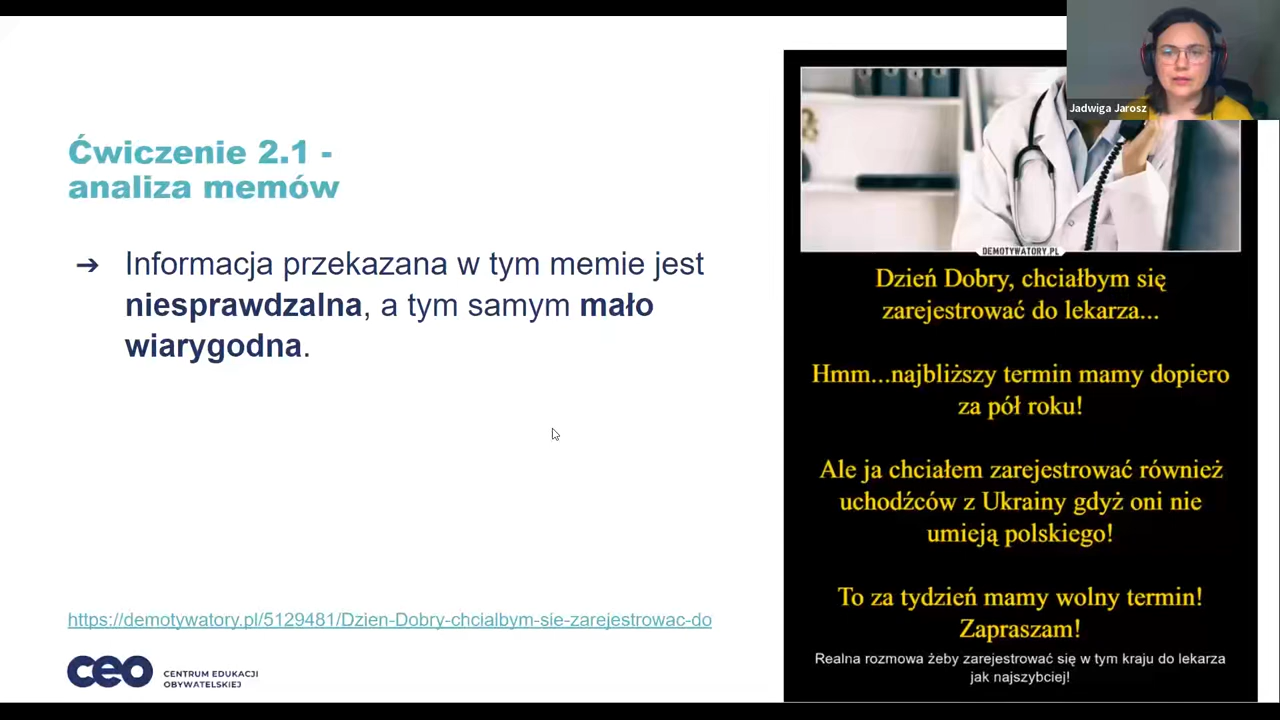 Jadwiga Jarosz
Ćwiczenie 2.1 -
analiza memów
➔ Informacja przekazana w tym memie jest
niesprawdzalna, a tym samym mało
wiarygodna.
https://demotywatory.pl/5129481/Dzien-Dobry-chcialbym-sie-zarejestrowac-do
ceo CENTRUM EDUKACJI
OBYWATELSKIEJ
DEMOTYWATORY.PL
Dzień Dobry, chciałbym się
zarejestrować do lekarza...
Hmm...najbliższy termin mamy dopiero
za pół roku!
Ale ja chciałem zarejestrować również
uchodźców z Ukrainy gdyż oni nie
umieją polskiego!
To za tydzień mamy wolny termin!
Zapraszam!
Realna rozmowa żeby zarejestrować się w tym kraju do lekarza
jak najszybciej!